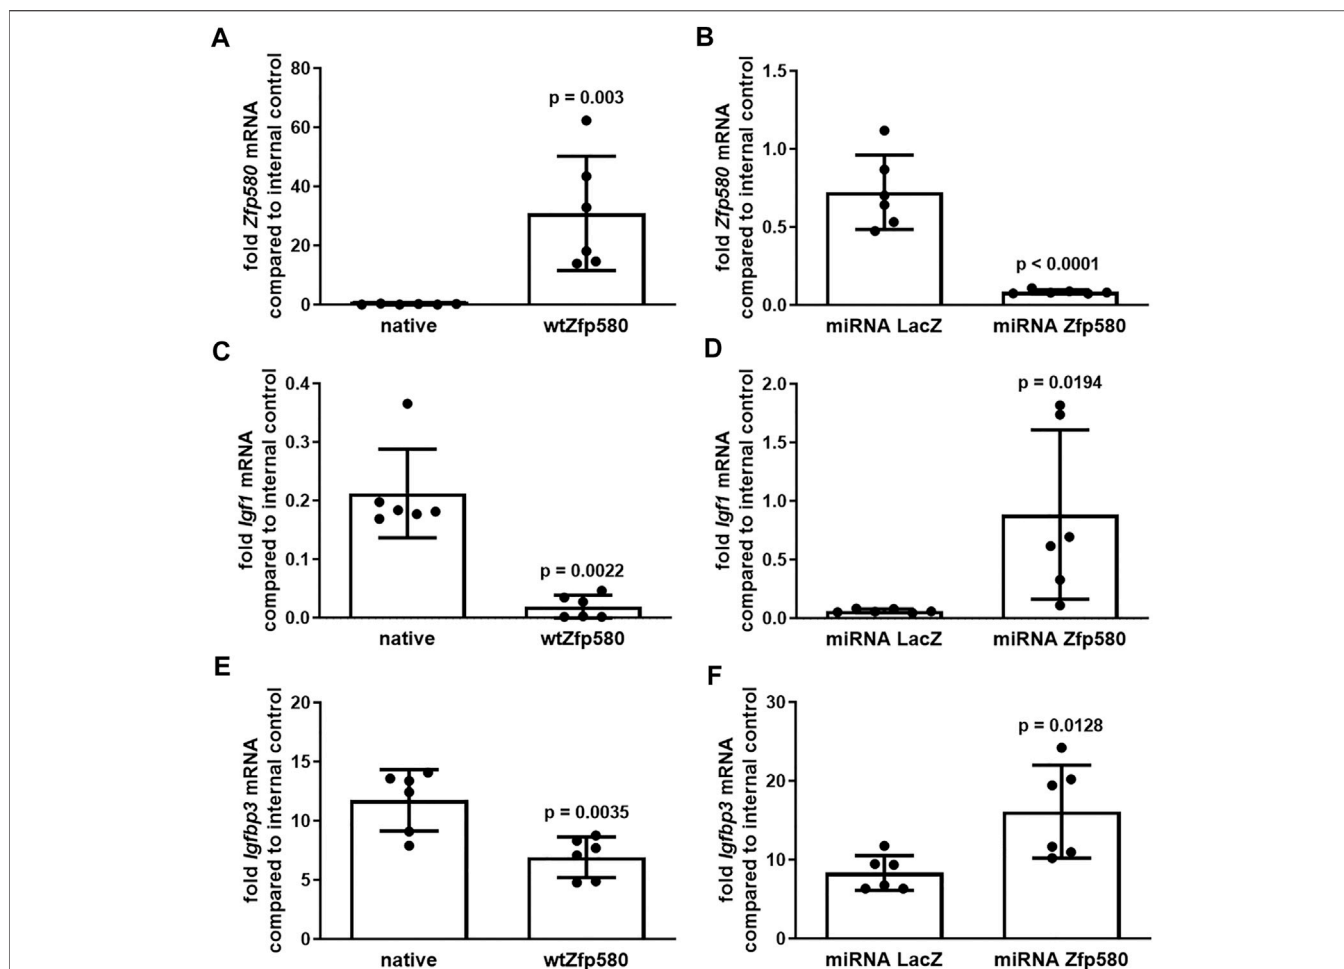 A
fold Zfp580 mRNA
compared to internal control
80
60
40
20
0
p = 0.003
native
wtZfp580
B
fold Zfp580 mRNA
compared to internal control
1.5
1.0
0.5
0.0
p < 0.0001
miRNA LacZ
miRNA Zfp580
C
fold Igf1 mRNA
compared to internal control
0.4
0.3
0.2
0.1
0.0
p = 0.0022
native
wtZfp580
D
fold Igf1 mRNA
compared to internal control
2.0
1.5
1.0
0.5
0.0
p = 0.0194
miRNA LacZ
miRNA Zfp580
E
fold Igfbp3 mRNA
compared to internal control
20
15
10
5
0
p = 0.0035
native
wtZfp580
F
fold Igfbp3 mRNA
compared to internal control
30
20
10
0
p = 0.0128
miRNA LacZ
miRNA Zfp580